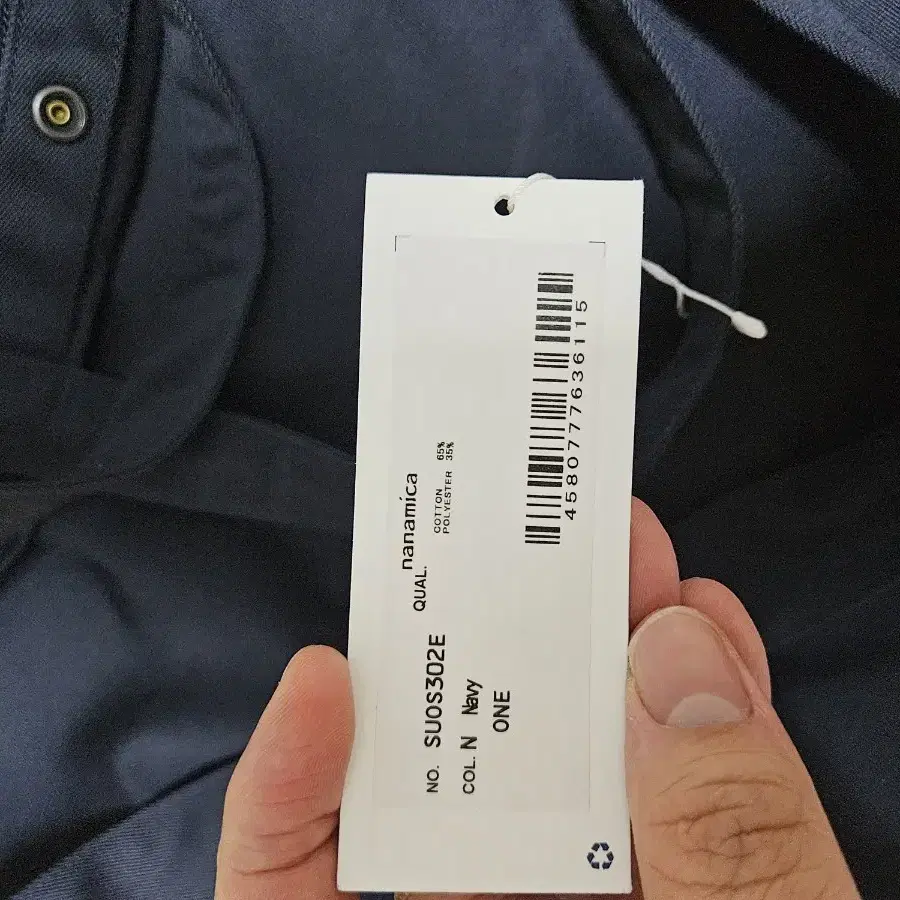 nanamica
NO. SUOS302E QUAL. COTTON 65%
POLYESTER 35%
COL. N Navy
ONE
4580777636115